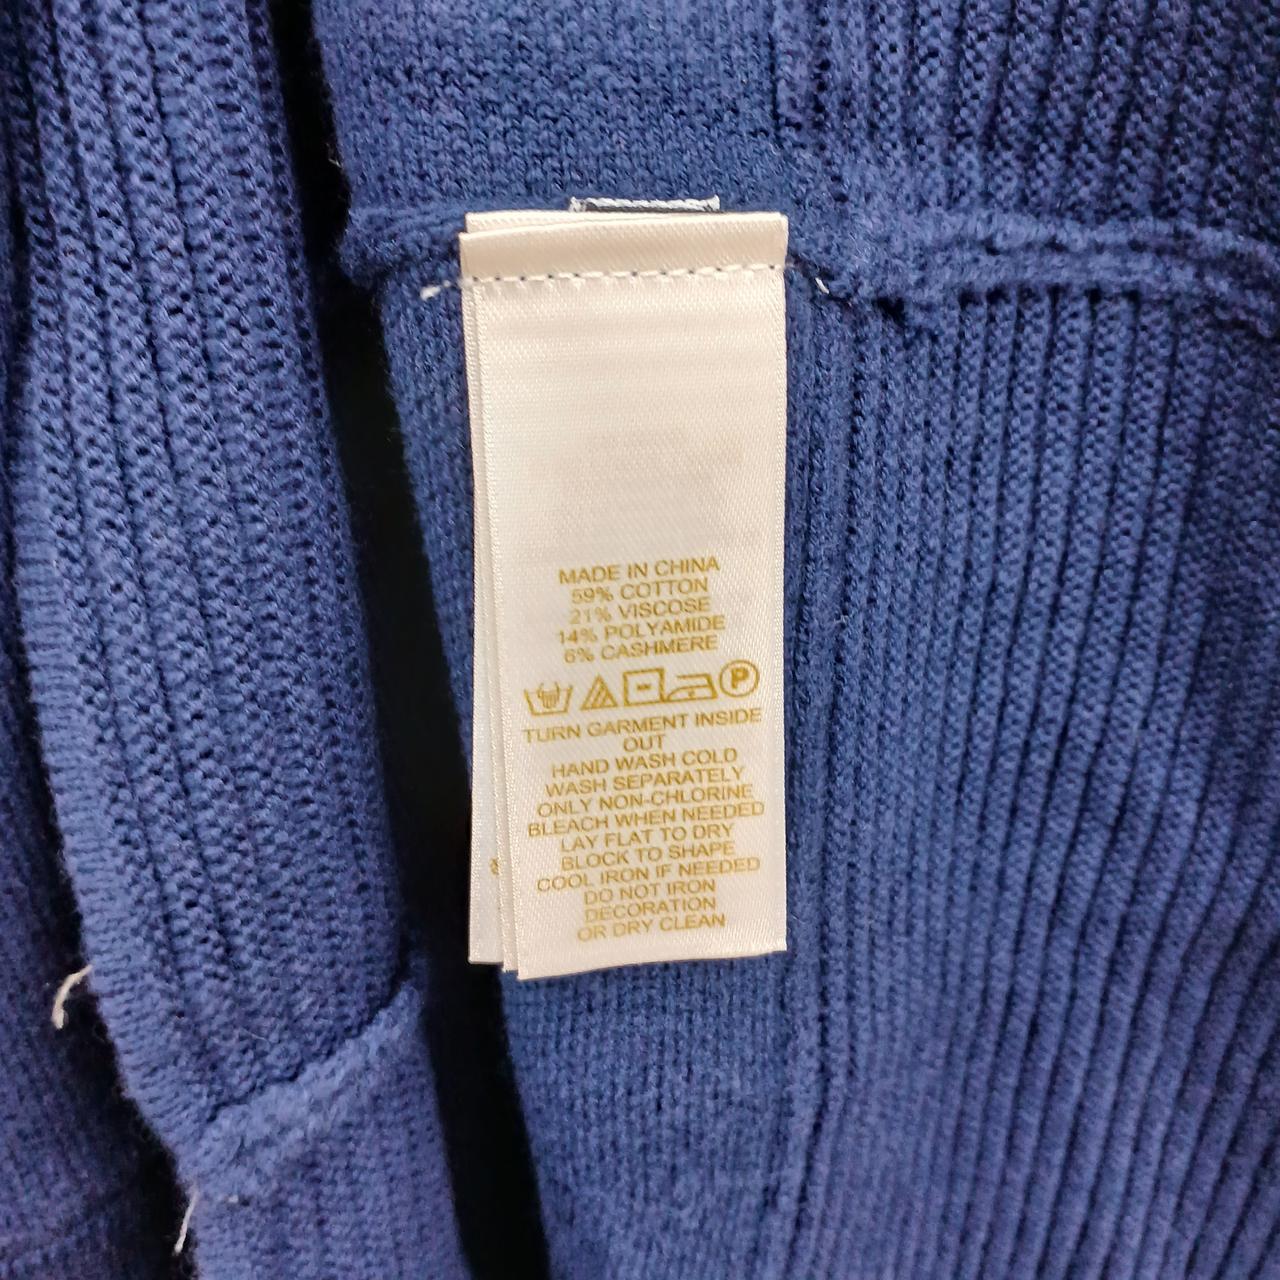 MADE IN CHINA
59% COTTON
21% VISCOSE
14% POLYAMIDE
6% CASHMERE
P
TURN GARMENT INSIDE
OUT
HAND WASH COLD
WASH SEPARATELY
ONLY NON-CHLORINE
BLEACH WHEN NEEDED
LAY FLAT TO DRY
BLOCK TO SHAPE
COOL IRON IF NEEDED
DO NOT IRON
DECORATION
OR DRY CLEAN